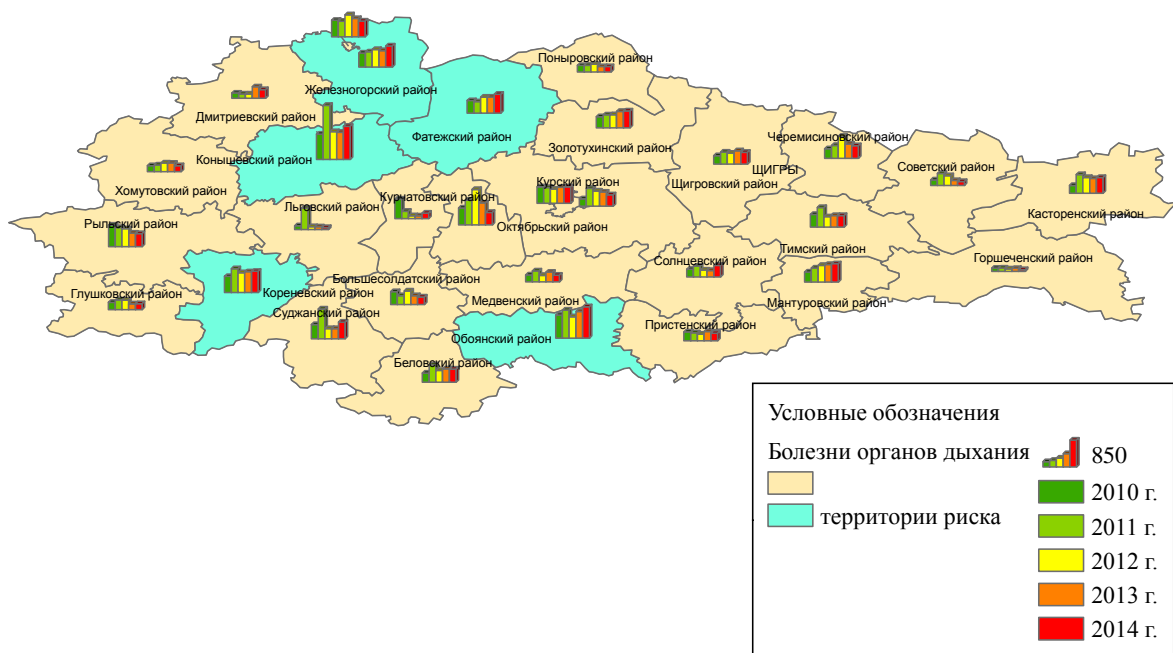 Поныровский район
Железногорский район
Дмитриевский район
Фатежский район
Золотухинский район
Черемисиновский район
Конышевский район
ЩИГРЫ
Советский район
Щигровский район
Хомутовский район
Курский район
Курчатовский район
Касторенский район
Льговский район
Октябрьский район
Рыльский район
Тимский район
Солнцевский район
Горшеченский район
Большесолдатский район
Глушковский район
Кореневский район
Медвенский район
Мантуровский район
Суджанский район
Пристенский район
Обоянский район
Беловский район
Условные обозначения
Болезни органов дыхания
850
территории риска
2010 г.
2011 г.
2012 г.
2013 г.
2014 г.